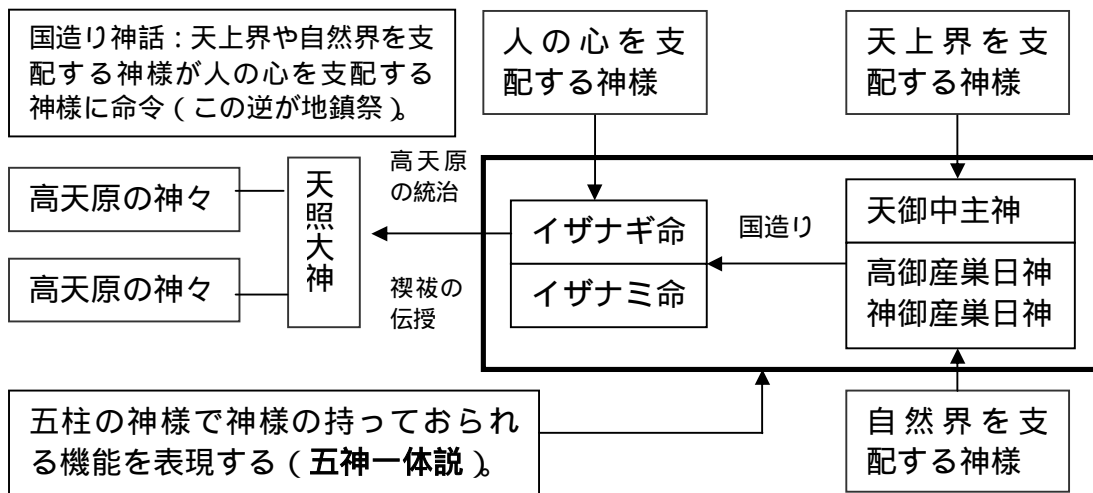 国造り神話:天上界や自然界を支
配する神様が人の心を支配する
神様に命令(この逆が地鎮祭)。
人の心を支
配する神様
天上界を支
配する神様
高天原の神々
高天原の神々
天照大神
高天原
の統治
禊祓の
伝授
イザナギ命
イザナミ命
国造り
天御中主神
高御産巣日神
神御産巣日神
五柱の神様で神様の持っておられ
る機能を表現する(五神一体説)。
自然界を支
配する神様